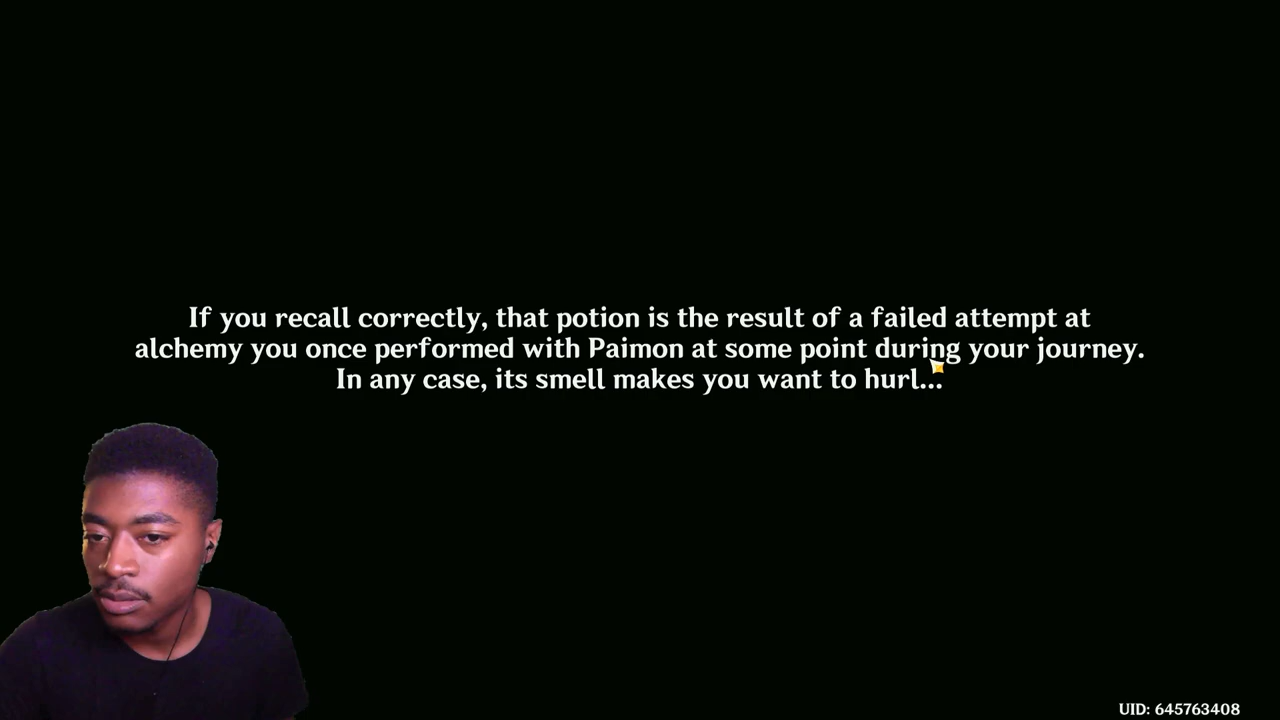 If you recall correctly, that potion is the result of a failed attempt at
alchemy you once performed with Paimon at some point during your journey.
In any case, its smell makes you want to hurl...
UID: 645763408